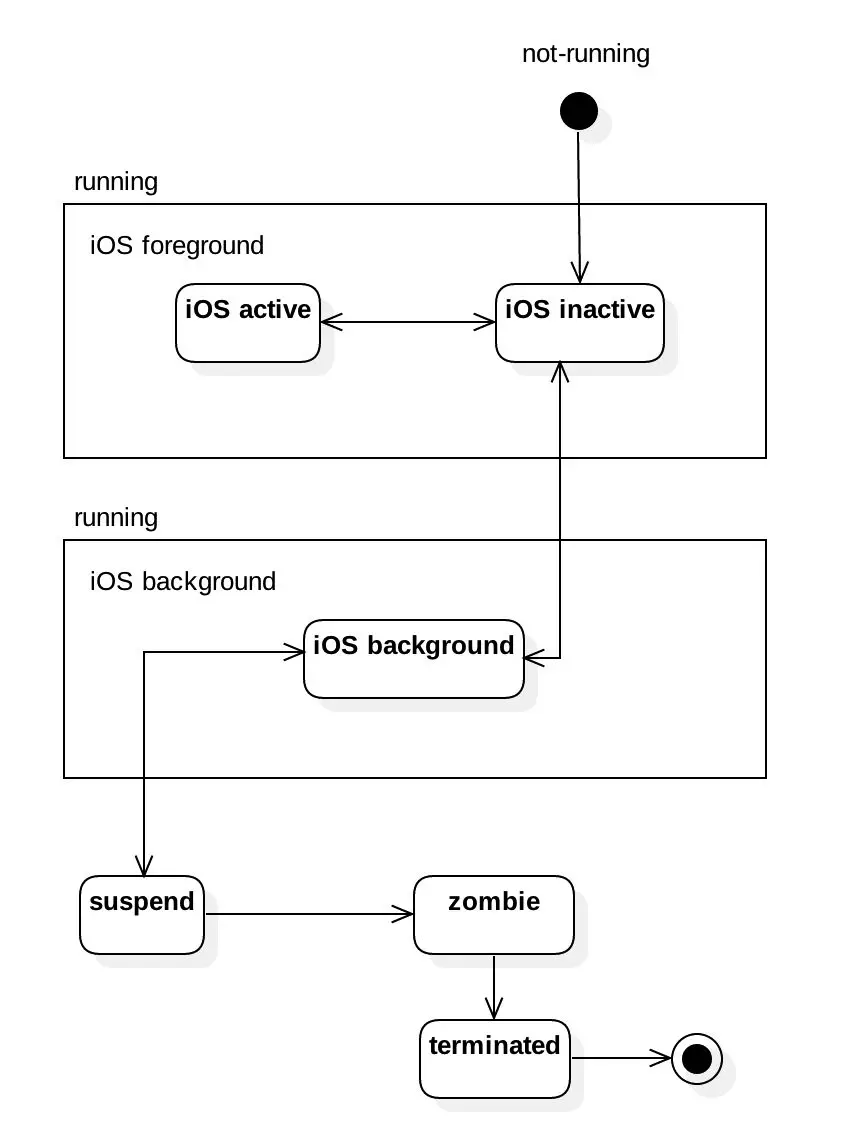 not-running
running
iOS foreground
iOS active
iOS inactive
running
iOS background
iOS background
suspend
zombie
terminated